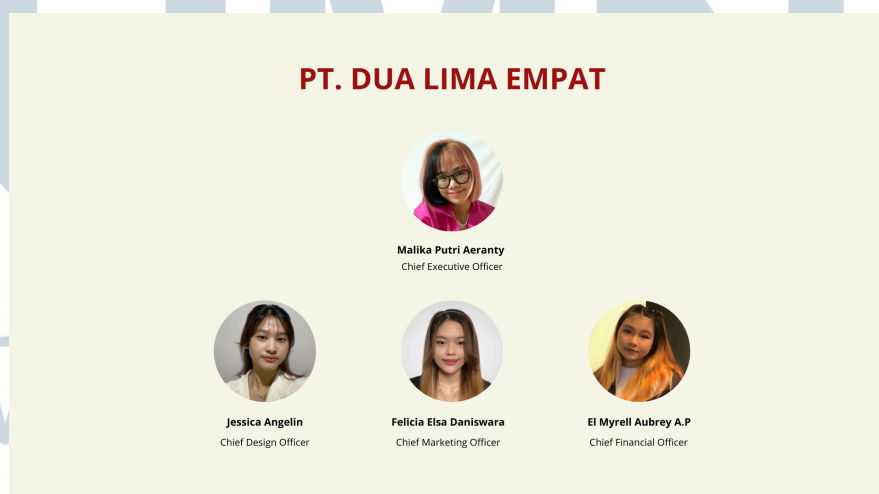 PT. DUA LIMA EMPAT
Malika Putri Aeranty
Chief Executive Officer
Jessica Angelin
Chief Design Officer
Felicia Elsa Daniswara
Chief Marketing Officer
El Myrell Aubrey A.P
Chief Financial Officer